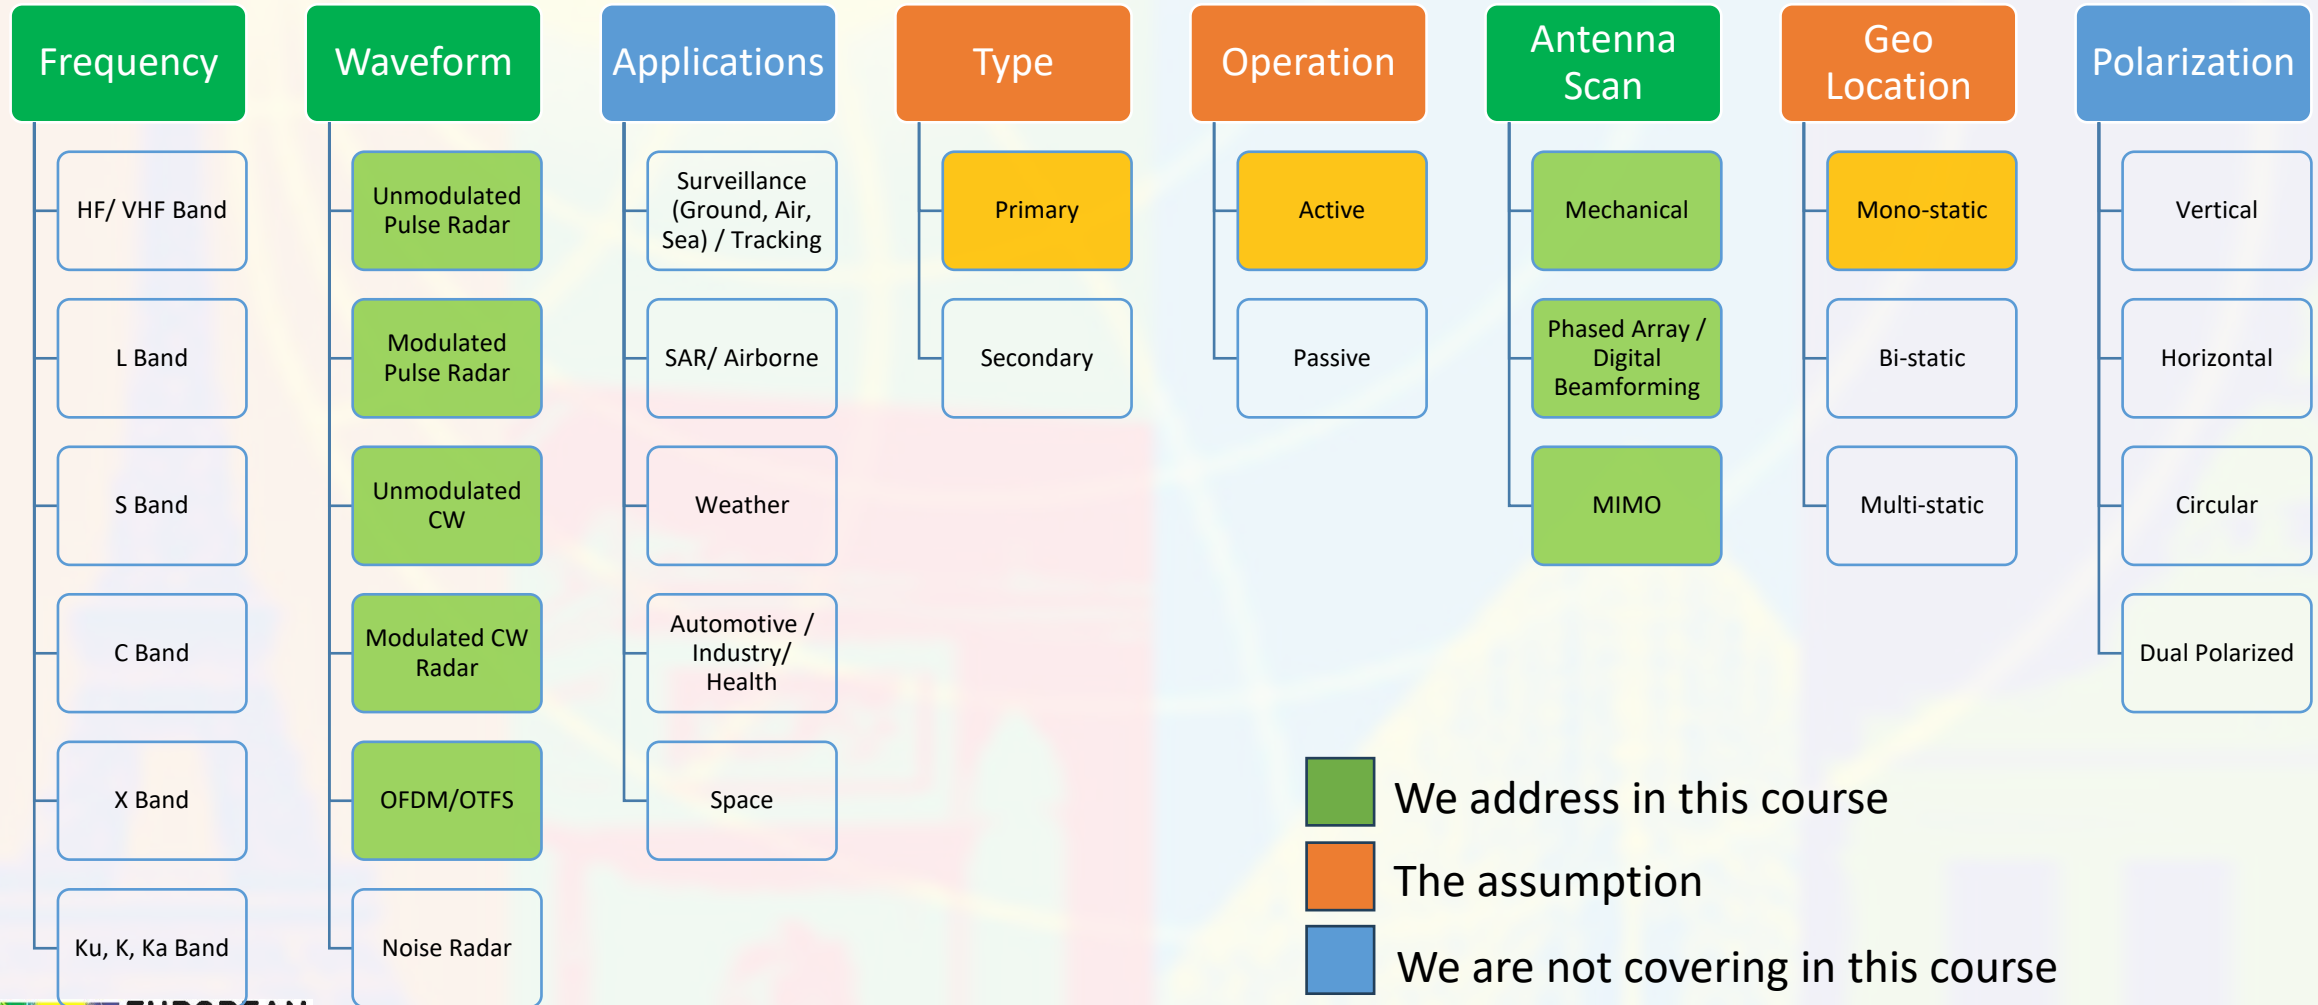 Frequency
HF/ VHF Band
L Band
S Band
C Band
X Band
Ku, K, Ka Band
Waveform
Unmodulated
Pulse Radar
Modulated
Pulse Radar
Unmodulated
CW
Modulated CW
Radar
OFDM/OTFS
Noise Radar
Applications
Surveillance
(Ground, Air,
Sea) / Tracking
SAR/ Airborne
Weather
Automotive /
Industry/
Health
Space
Type
Primary
Secondary
Operation
Active
Passive
Antenna
Scan
Mechanical
Phased Array /
Digital
Beamforming
MIMO
Geo
Location
Mono-static
Bi-static
Multi-static
Polarization
Vertical
Horizontal
Circular
Dual Polarized
We address in this course
The assumption
We are not covering in this course
EUROPEAN